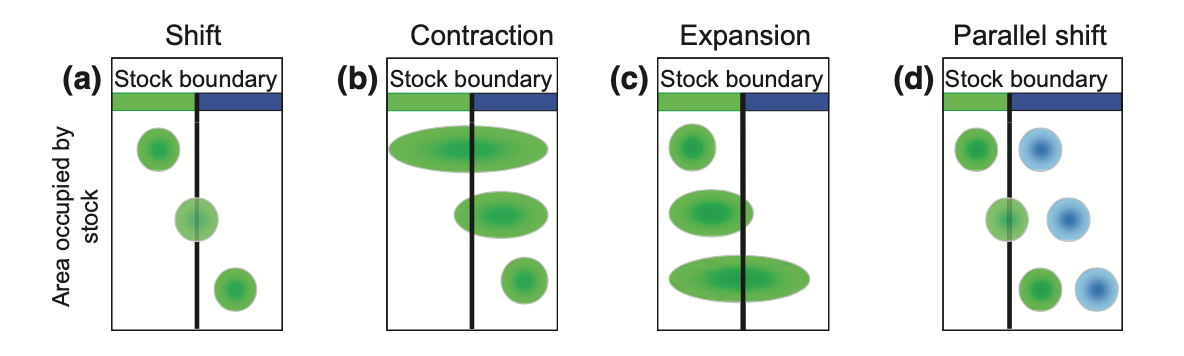 Shift
Contraction
Expansion
Parallel shift
(a)
Stock boundary
(b)
Stock boundary
(c)
Stock boundary
(d)
Stock boundary
Area occupied by
stock